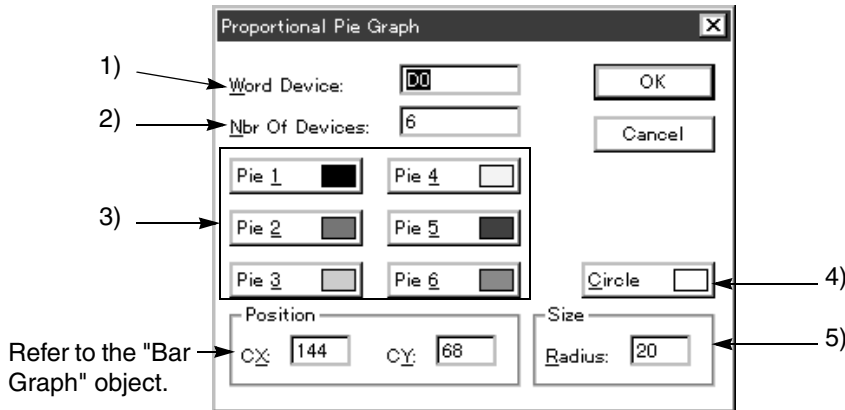 Proportional Pie Graph
1)
Word Device:
D0
OK
2)
Nbr Of Devices:
6
Cancel
3)
Pie 1
Pie 4
Pie 2
Pie 5
Pie 3
Pie 6
Circle
4)
Position
Size
Refer to the "Bar
Graph" object.
CX:
144
CY:
68
Radius:
20
5)